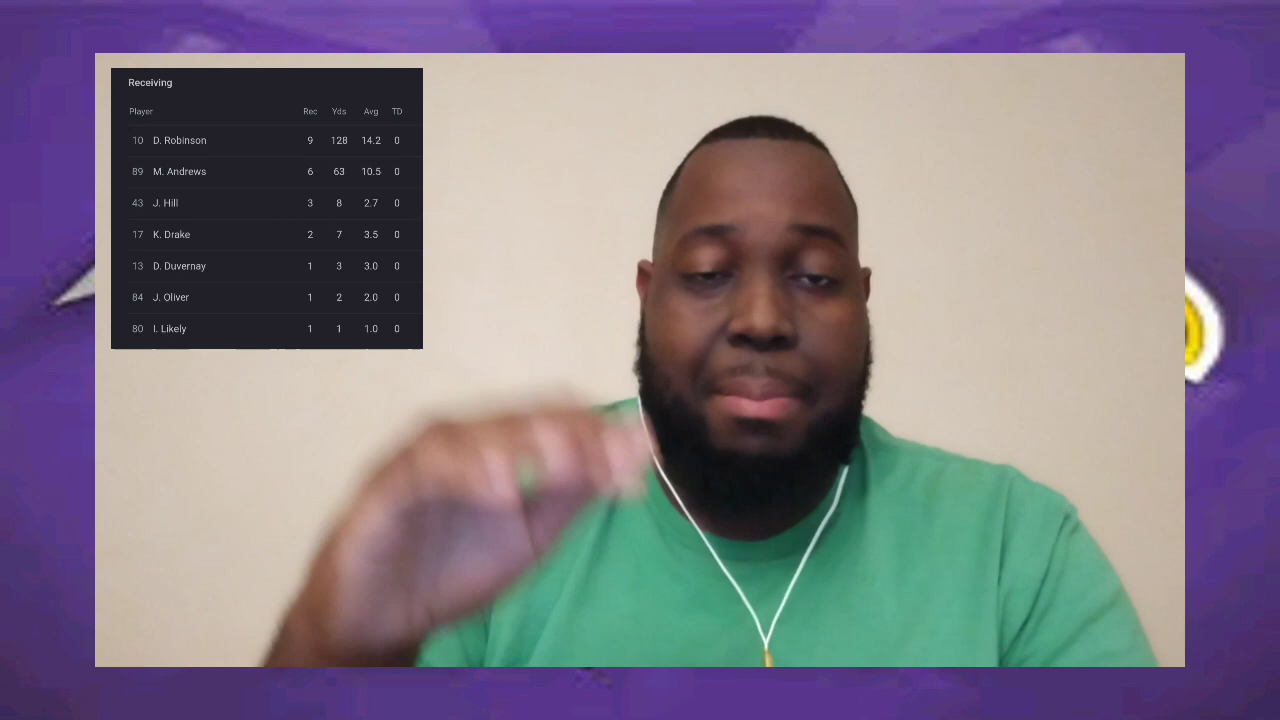 Receiving
Player Rec Yds Avg TD
10 D. Robinson 9 128 14.2 0
89 M. Andrews 6 63 10.5 0
43 J. Hill 3 8 2.7 0
17 K. Drake 2 7 3.5 0
13 D. Duvernay 1 3 3.0 0
84 J. Oliver 1 2 2.0 0
80 I. Likely 1 1 1.0 0